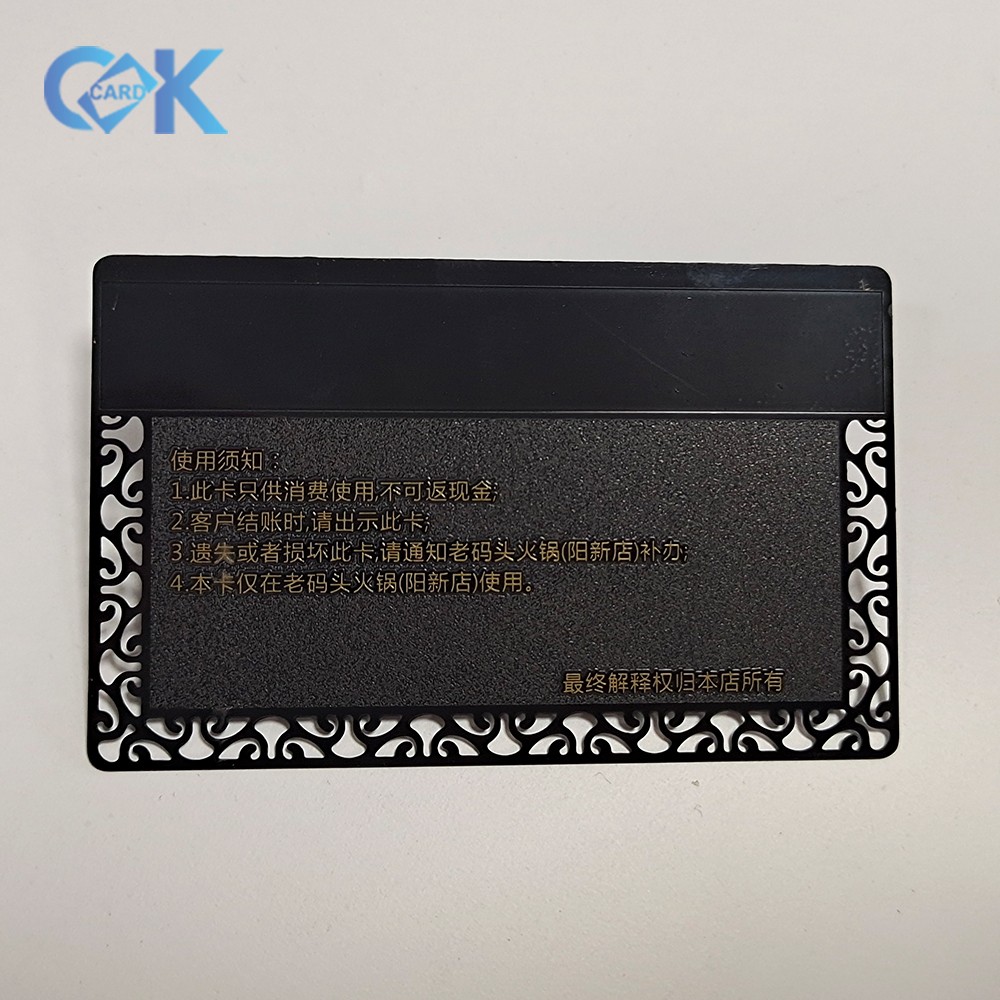 CARD
OK
使用须知：
1.此卡只供消费使用,不可返现金;
2.客户结账时,请出示此卡;
3.遗失或者损坏此卡,请通知老码头火锅(阳新店)补办;
4.本卡仅在老码头火锅(阳新店)使用。
最终解释权归本店所有